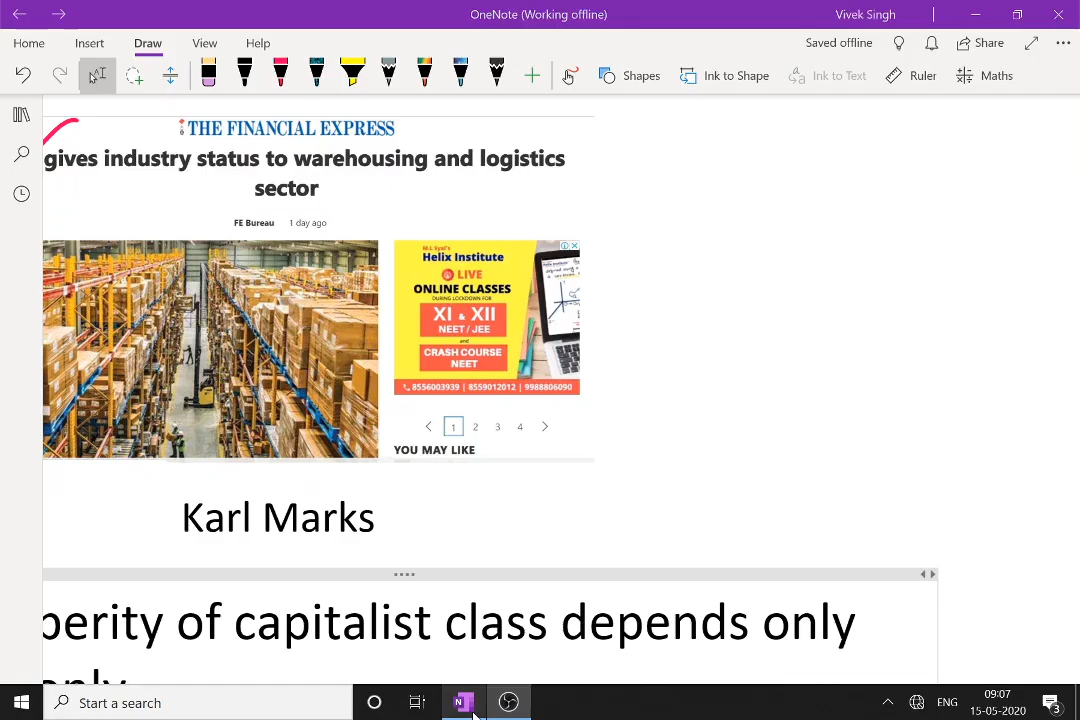 OneNote (Working offline)
Vivek Singh
Home Insert Draw View Help
Saved offline
Share
Shapes
Ink to Shape
Ink to Text
Ruler
Maths
THE FINANCIAL EXPRESS
gives industry status to warehousing and logistics
sector
FE Bureau 1 day ago
M.L Syal's
Helix Institute
LIVE
ONLINE CLASSES
DURING LOCKDOWN FOR
XI & XII
NEET / JEE
and
CRASH COURSE
NEET
8556003939 | 8559012012 | 9988806090
1 2 3 4
YOU MAY LIKE
Karl Marks
perity of capitalist class depends only
only
Start a search
ENG
09:07
15-05-2020
3